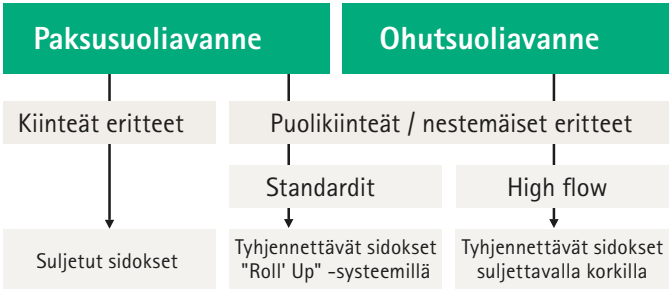 Paksusuoliavanne
Ohutsuoliavanne
Kiinteät eritteet
Puolikiinteät / nestemäiset eritteet
Standardit
High flow
Suljetut sidokset
Tyhjennettävät sidokset
"Roll' Up" -systeemillä
Tyhjennettävät sidokset
suljettavalla korkilla